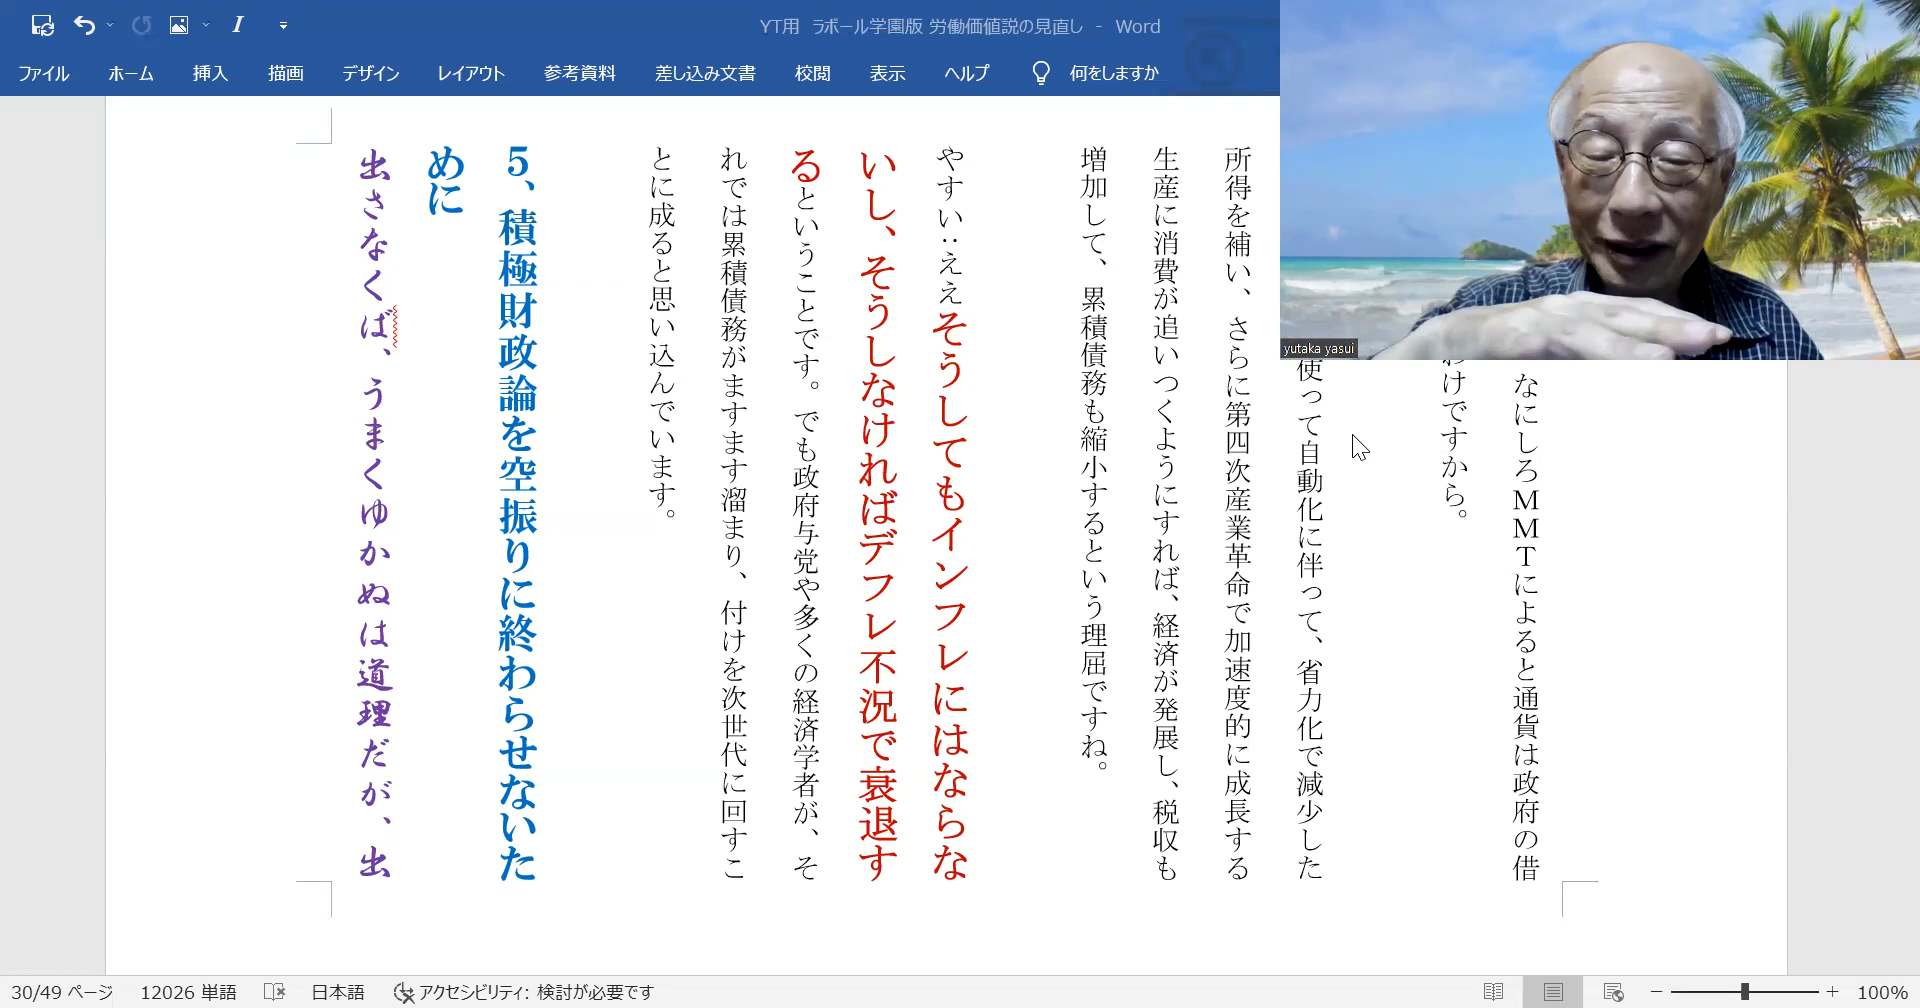 YT用 ラボール学園版 労働価値説の見直し - Word
ファイル ホーム 挿入 描画 デザイン レイアウト 参考資料 差し込み文書 校閲 表示 ヘルプ 何をしますか
yutaka yasui
なにしろＭＭＴによると通貨は政府の借
わけですから。
使って自動化に伴って、省力化で減少した
所得を補い、さらに第四次産業革命で加速度的に成長する
生産に消費が追いつくようにすれば、経済が発展し、税収も
増加して、累積債務も縮小するという理屈ですね。
やすい：ええそうしてもインフレにはならな
いし、そうしなければデフレ不況で衰退す
るということです。でも政府与党や多くの経済学者が、そ
れでは累積債務がますます溜まり、付けを次世代に回すこ
とに成ると思い込んでいます。
５、積極財政論を空振りに終わらせないた
めに
出さなくば、うまくゆかぬは道理だが、出
30/49 ページ 12026 単語 日本語 アクセシビリティ: 検討が必要です 100%